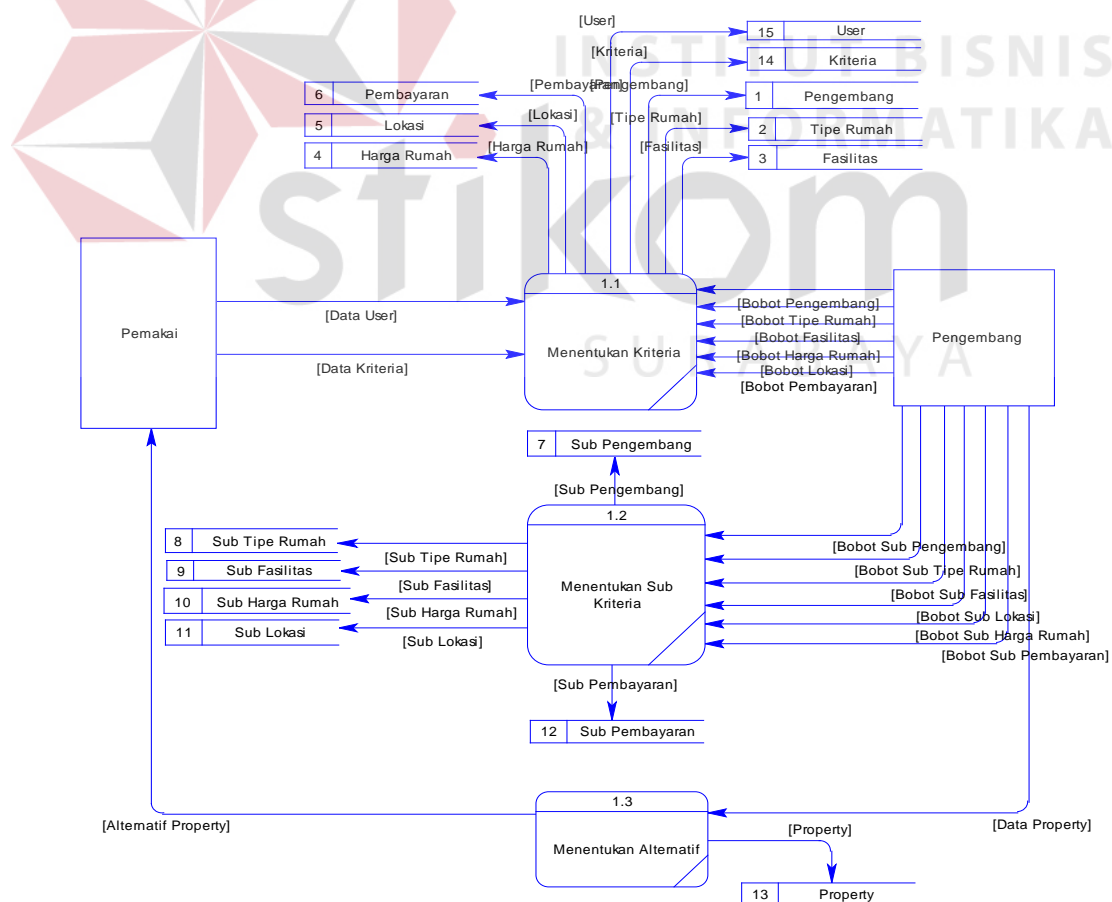 [User]
15 User
INSTITUT BISNIS
[Kriteria]
14 Kriteria
[Pembayaran]
[Pengembang]
6 Pembayaran
1 Pengembang
[Lokasi]
[Tipe Rumah]
5 Lokasi
2 Tipe Rumah
& INFORMATIKA
[Harga Rumah]
[Fasilitas]
4 Harga Rumah
3 Fasilitas
stikom
SURABAYA
1.1
Menentukan Kriteria
Pemakai
[Data User]
[Data Kriteria]
Pengembang
[Bobot Pengembang]
[Bobot Tipe Rumah]
[Bobot Fasilitas]
[Bobot Harga Rumah]
[Bobot Lokasi]
[Bobot Pembayaran]
7 Sub Pengembang
[Sub Pengembang]
1.2
Menentukan Sub
Kriteria
8 Sub Tipe Rumah
[Sub Tipe Rumah]
9 Sub Fasilitas
[Sub Fasilitas]
10 Sub Harga Rumah
[Sub Harga Rumah]
11 Sub Lokasi
[Sub Lokasi]
[Bobot Sub Pengembang]
[Bobot Sub Tipe Rumah]
[Bobot Sub Fasilitas]
[Bobot Sub Lokasi]
[Bobot Sub Harga Rumah]
[Bobot Sub Pembayaran]
[Sub Pembayaran]
12 Sub Pembayaran
1.3
Menentukan Alternatif
[Alternatif Property]
[Data Property]
[Property]
13 Property